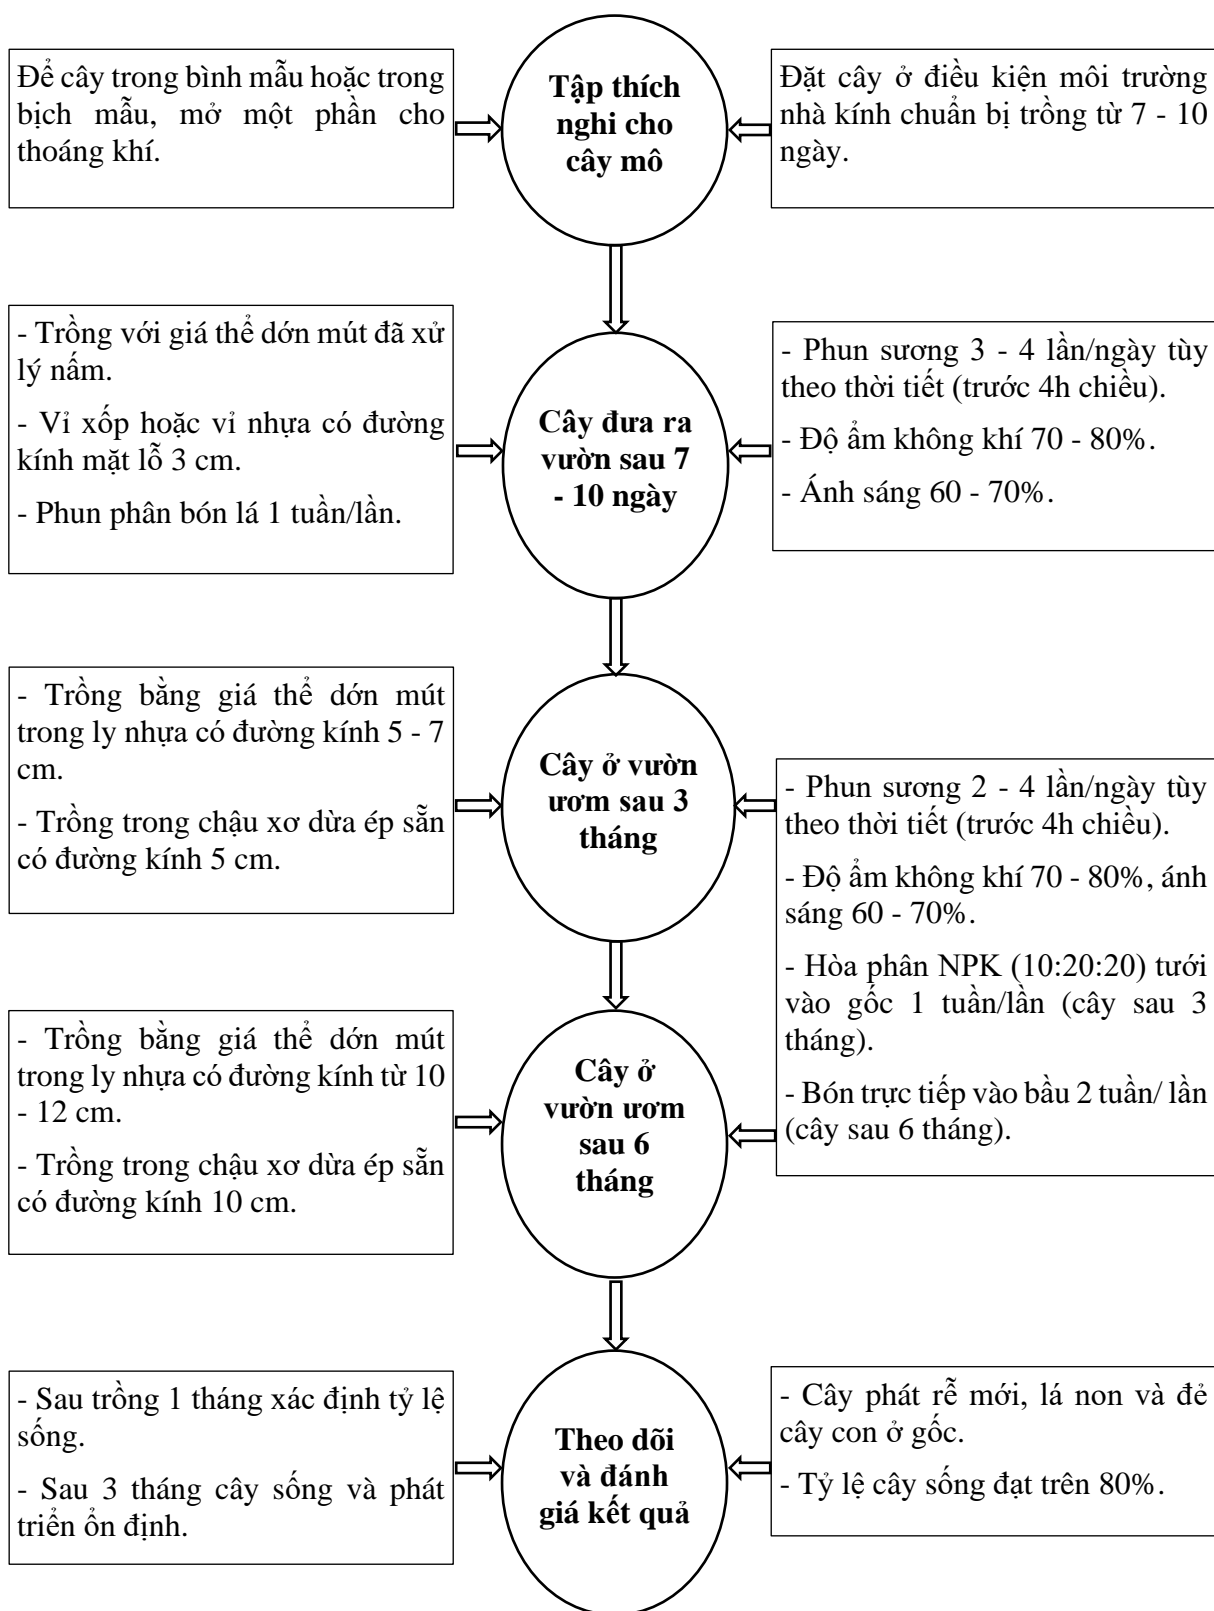 Để cây trong bình mẫu hoặc trong
bịch mẫu, mở một phần cho
thoáng khí.
Tập thích
nghi cho
cây mô
Đặt cây ở điều kiện môi trường
nhà kính chuẩn bị trồng từ 7 - 10
ngày.
- Trồng với giá thể dớn mút đã xử
lý nấm.
- Vỉ xốp hoặc vỉ nhựa có đường
kính mặt lỗ 3 cm.
- Phun phân bón lá 1 tuần/lần.
Cây đưa ra
vườn sau 7
- 10 ngày
- Phun sương 3 - 4 lần/ngày tùy
theo thời tiết (trước 4h chiều).
- Độ ẩm không khí 70 - 80%.
- Ánh sáng 60 - 70%.
- Trồng bằng giá thể dớn mút
trong ly nhựa có đường kính 5 - 7
cm.
- Trồng trong chậu xơ dừa ép sẵn
có đường kính 5 cm.
Cây ở vườn
ươm sau 3
tháng
- Phun sương 2 - 4 lần/ngày tùy
theo thời tiết (trước 4h chiều).
- Độ ẩm không khí 70 - 80%, ánh
sáng 60 - 70%.
- Hòa phân NPK (10:20:20) tưới
vào gốc 1 tuần/lần (cây sau 3
tháng).
- Bón trực tiếp vào bầu 2 tuần/ lần
(cây sau 6 tháng).
- Trồng bằng giá thể dớn mút
trong ly nhựa có đường kính từ 10
- 12 cm.
- Trồng trong chậu xơ dừa ép sẵn
có đường kính 10 cm.
Cây ở
vườn ươm
sau 6
tháng
- Sau trồng 1 tháng xác định tỷ lệ
sống.
- Sau 3 tháng cây sống và phát
triển ổn định.
Theo dõi
và đánh
giá kết quả
- Cây phát rễ mới, lá non và đẻ
cây con ở gốc.
- Tỷ lệ cây sống đạt trên 80%.